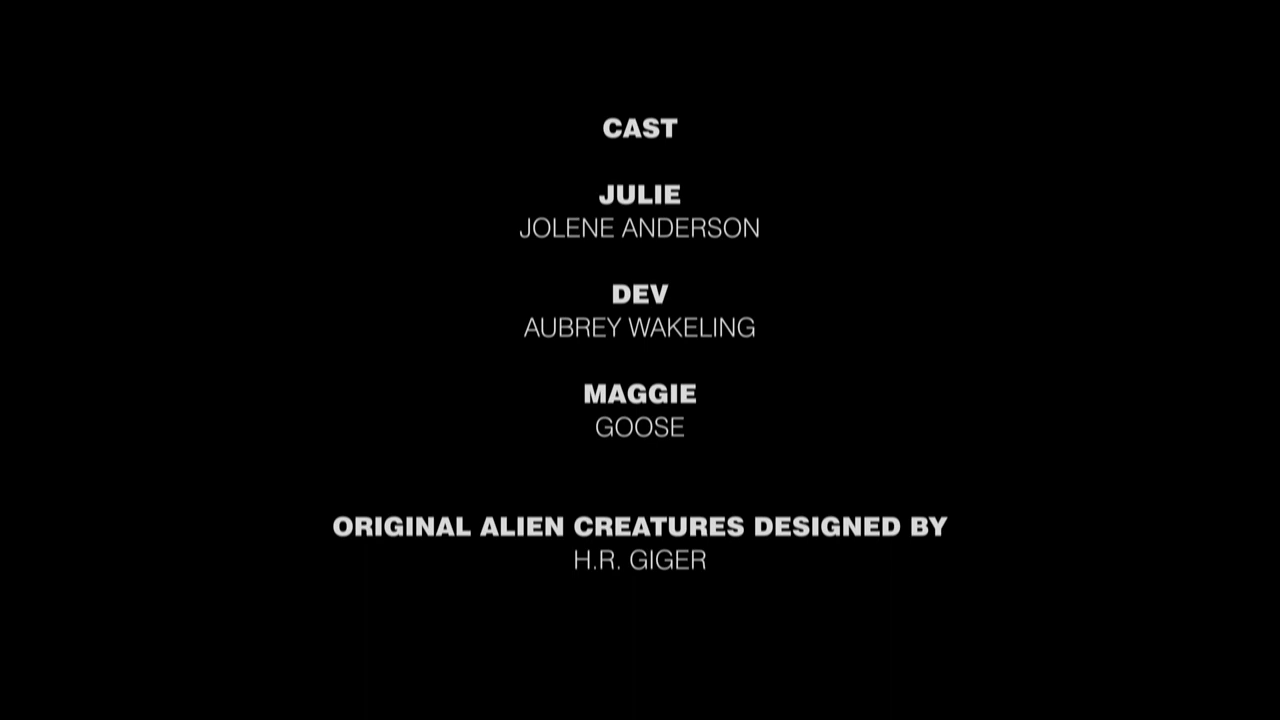 CAST
JULIE
JOLENE ANDERSON
DEV
AUBREY WAKELING
MAGGIE
GOOSE
ORIGINAL ALIEN CREATURES DESIGNED BY
H.R. GIGER